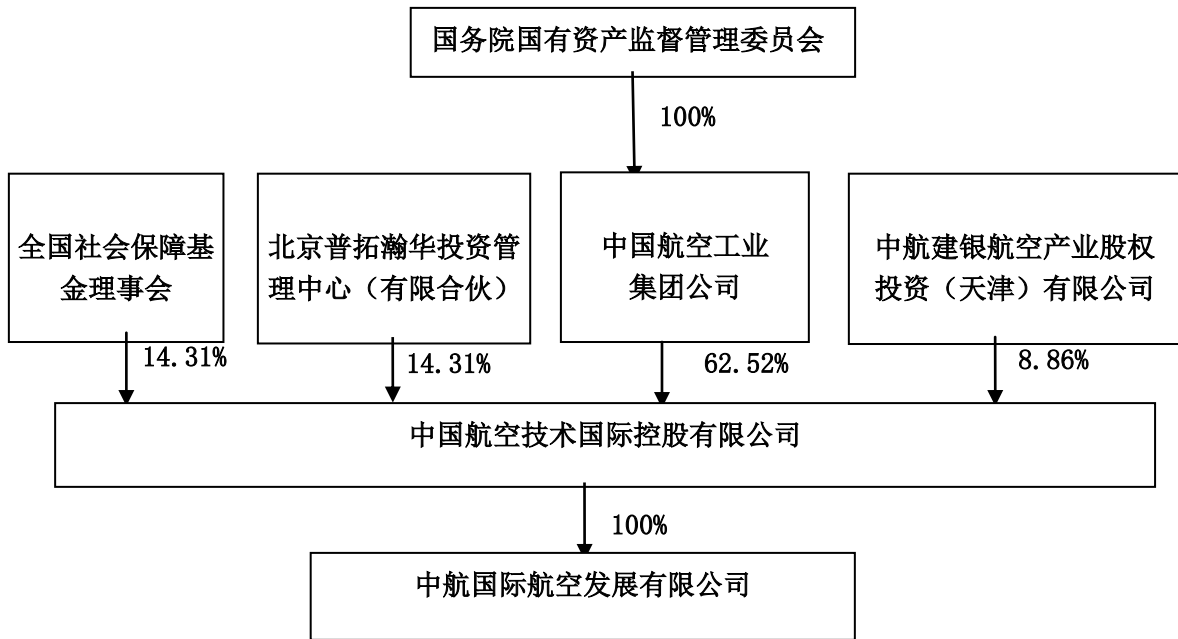 国务院国有资产监督管理委员会
100%
全国社会保障基
金理事会
北京普拓瀚华投资管
理中心（有限合伙）
中国航空工业
集团公司
中航建银航空产业股权
投资（天津）有限公司
14.31%
14.31%
62.52%
8.86%
中国航空技术国际控股有限公司
100%
中航国际航空发展有限公司